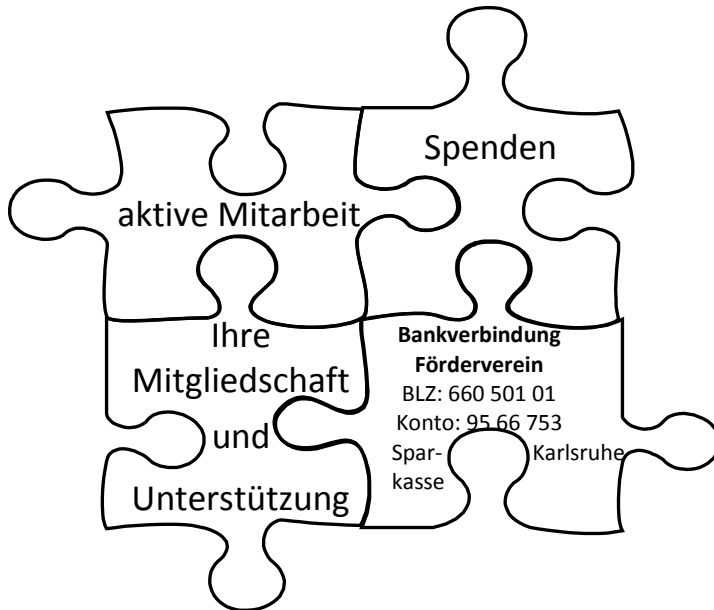 aktive Mitarbeit
Spenden
Ihre
Mitgliedschaft
und
Unterstützung
Bankverbindung
Förderverein
BLZ: 660 501 01
Konto: 95 66 753
Spar- Karlsruhe
kasse